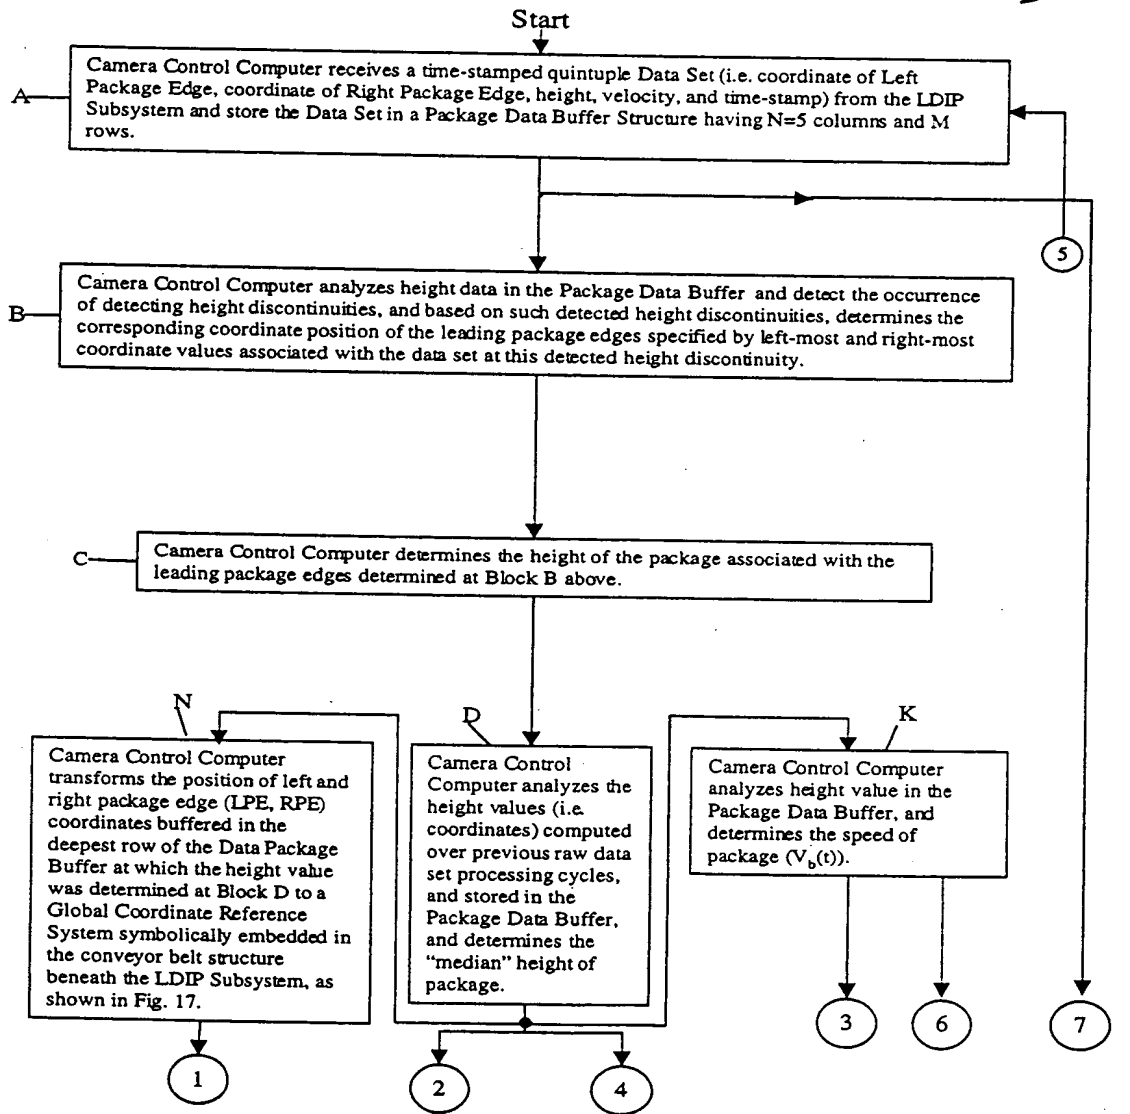 Start
A
Camera Control Computer receives a time-stamped quintuple Data Set (i.e. coordinate of Left
Package Edge, coordinate of Right Package Edge, height, velocity, and time-stamp) from the LDIP
Subsystem and store the Data Set in a Package Data Buffer Structure having N=5 columns and M
rows.
5
B
Camera Control Computer analyzes height data in the Package Data Buffer and detect the occurrence
of detecting height discontinuities, and based on such detected height discontinuities, determines the
corresponding coordinate position of the leading package edges specified by left-most and right-most
coordinate values associated with the data set at this detected height discontinuity.
C
Camera Control Computer determines the height of the package associated with the
leading package edges determined at Block B above.
N
Camera Control Computer
transforms the position of left and
right package edge (LPE, RPE)
coordinates buffered in the
deepest row of the Data Package
Buffer at which the height value
was determined at Block D to a
Global Coordinate Reference
System symbolically embedded in
the conveyor belt structure
beneath the LDIP Subsystem, as
shown in Fig. 17.
D
Camera Control
Computer analyzes the
height values (i.e.
coordinates) computed
over previous raw data
set processing cycles,
and stored in the
Package Data Buffer,
and determines the
“median” height of
package.
K
Camera Control Computer
analyzes height value in the
Package Data Buffer, and
determines the speed of
package (V_b(t)).
1
2
4
3
6
7